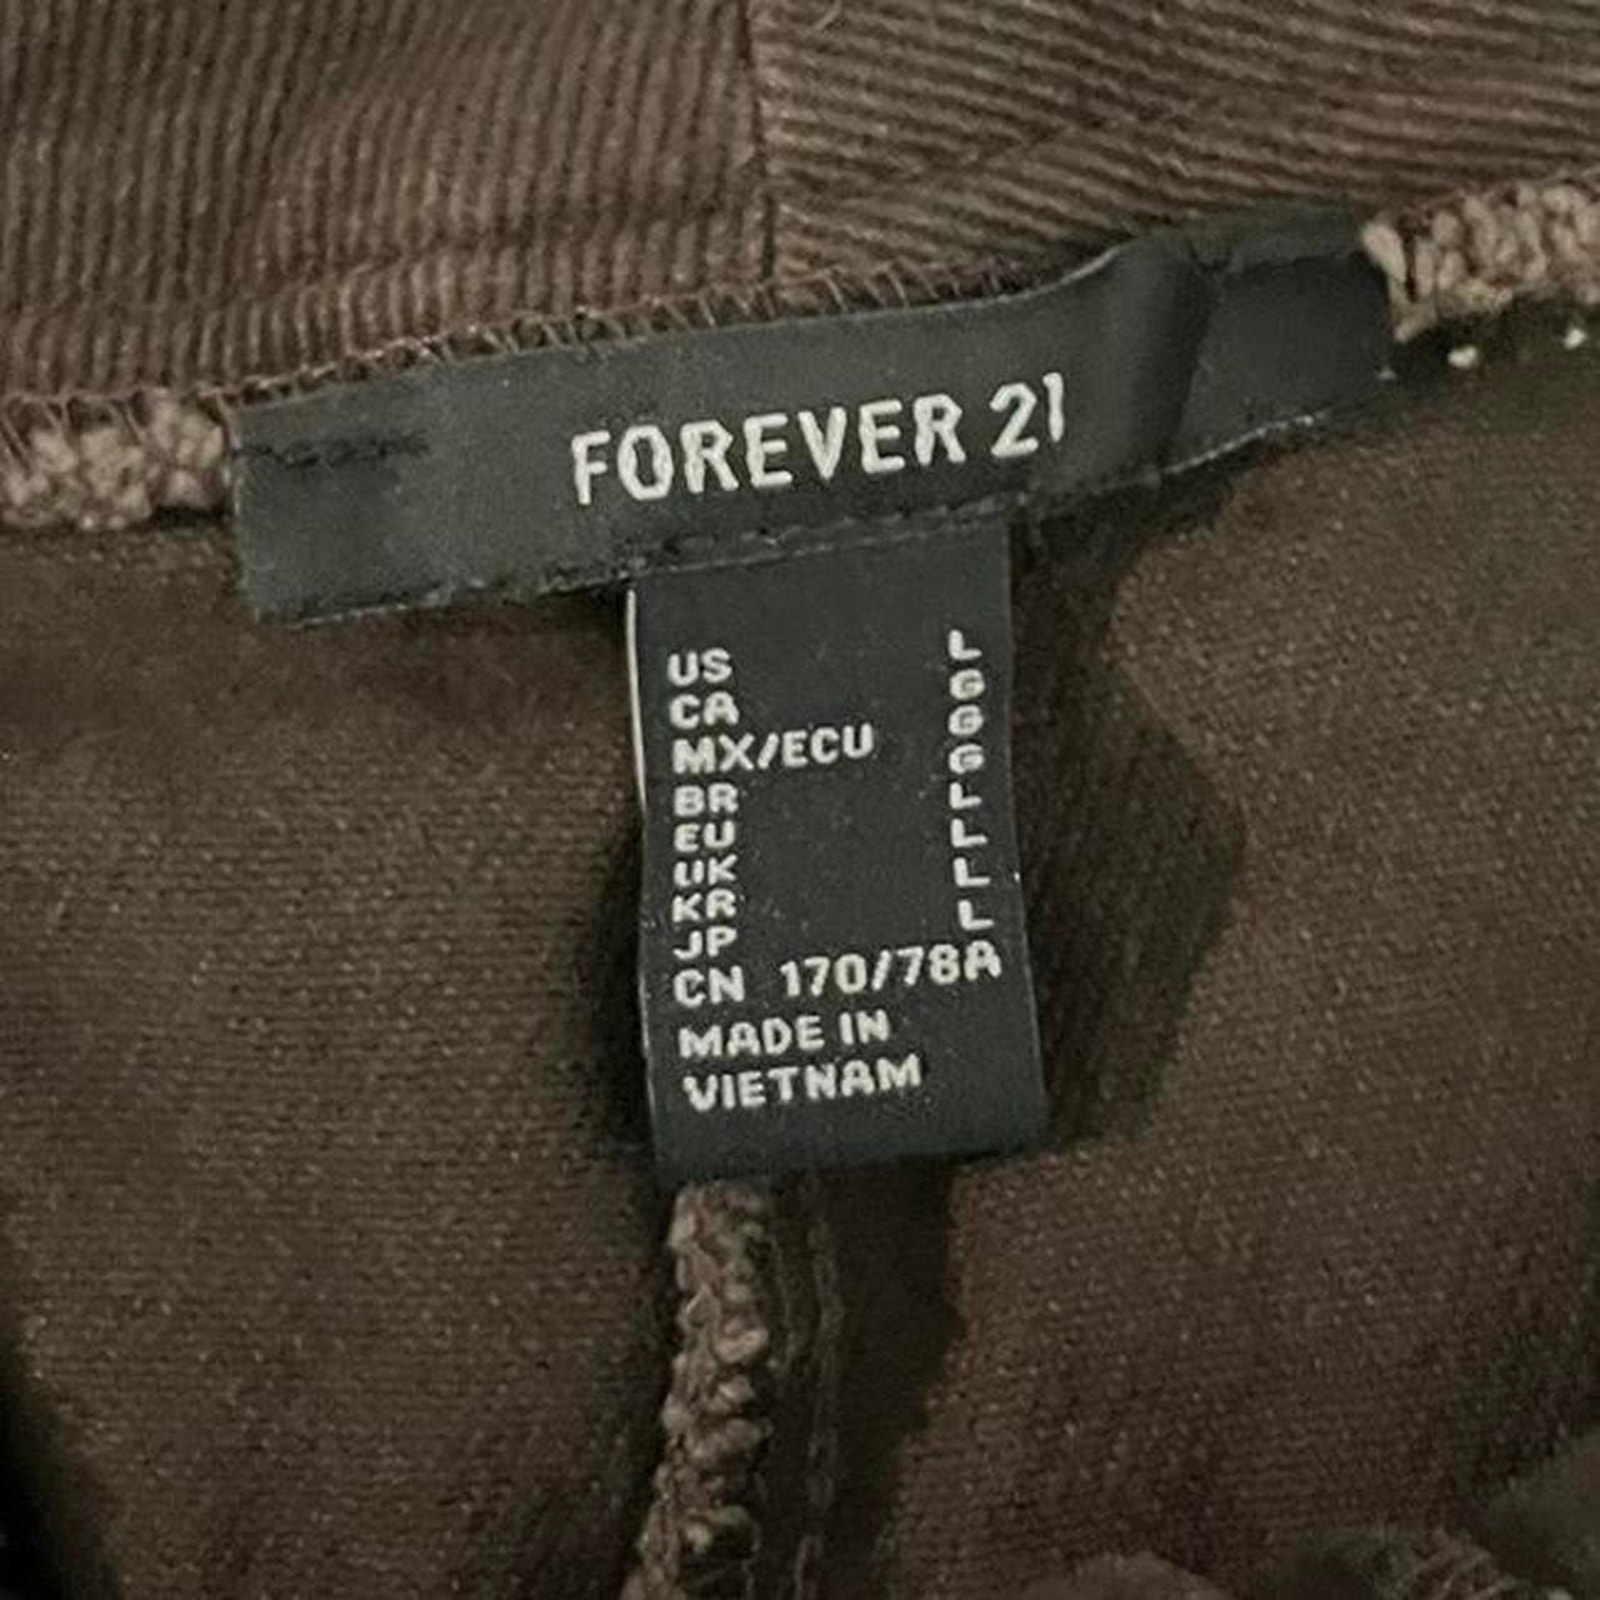 FOREVER 21
US L
CA G
MX/ECU G
BR G
EU L
UK L
KR L
JP L
CN 170/78A
MADE IN
VIETNAM